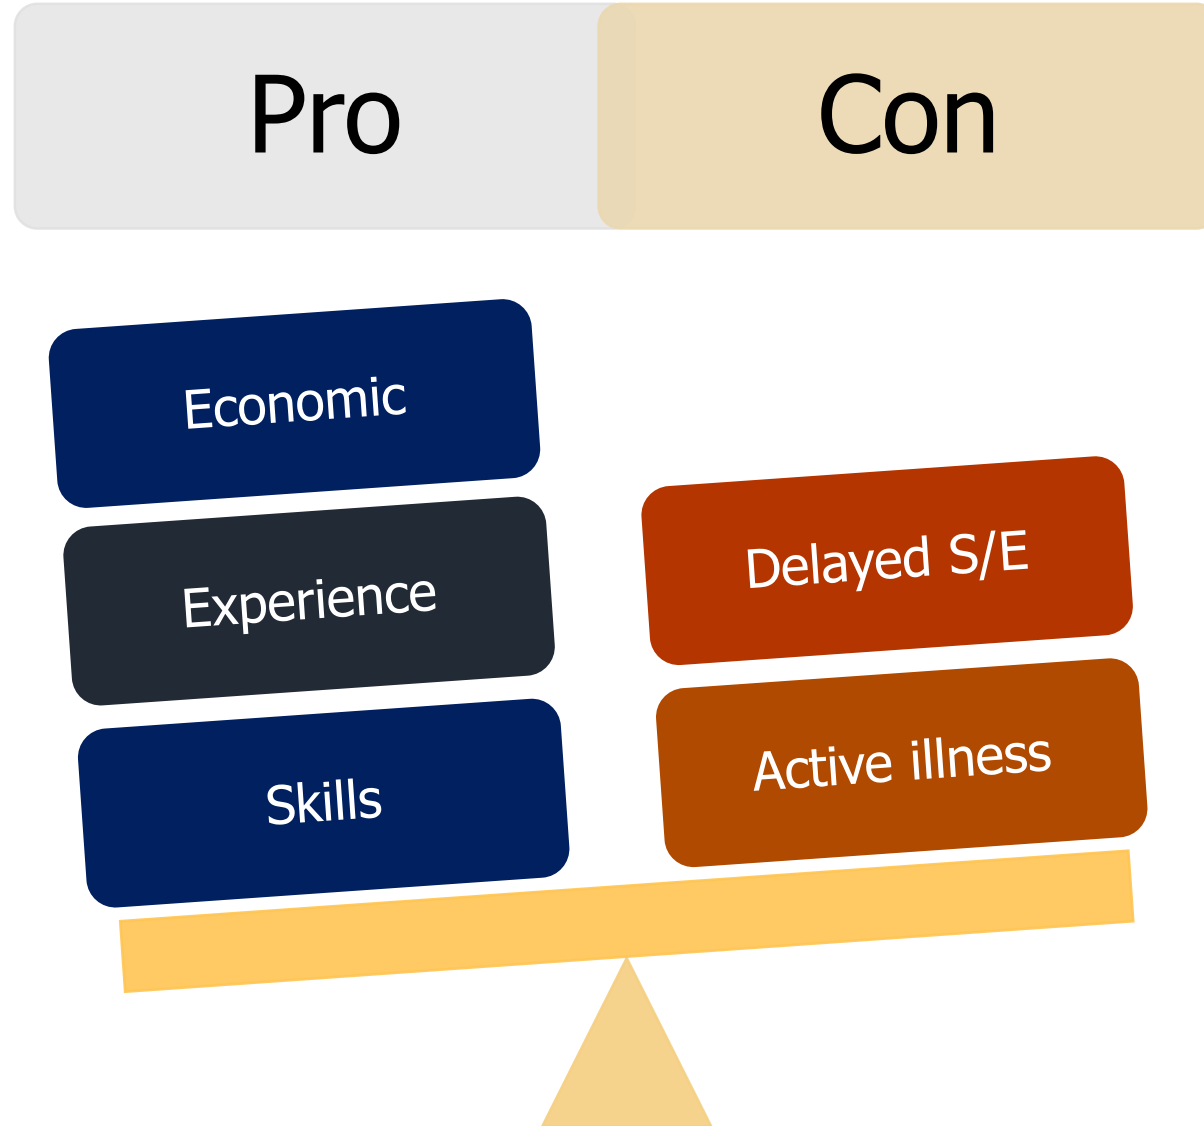 Pro
Con
Economic
Experience
Skills
Delayed S/E
Active illness